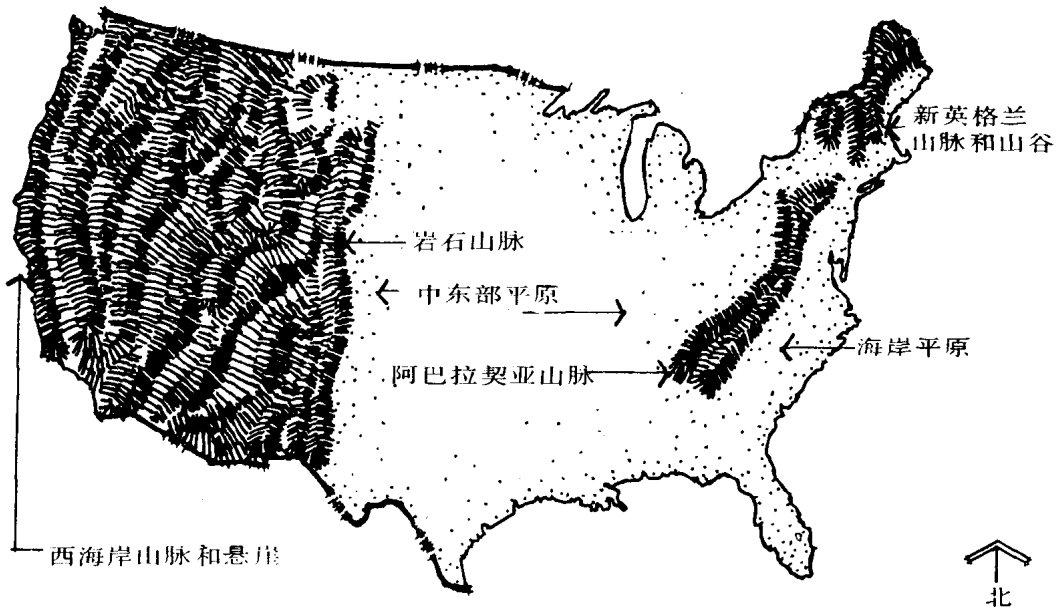 新英格兰
山脉和山谷
岩石山脉
中东部平原
海岸平原
阿巴拉契亚山脉
西海岸山脉和悬崖
北